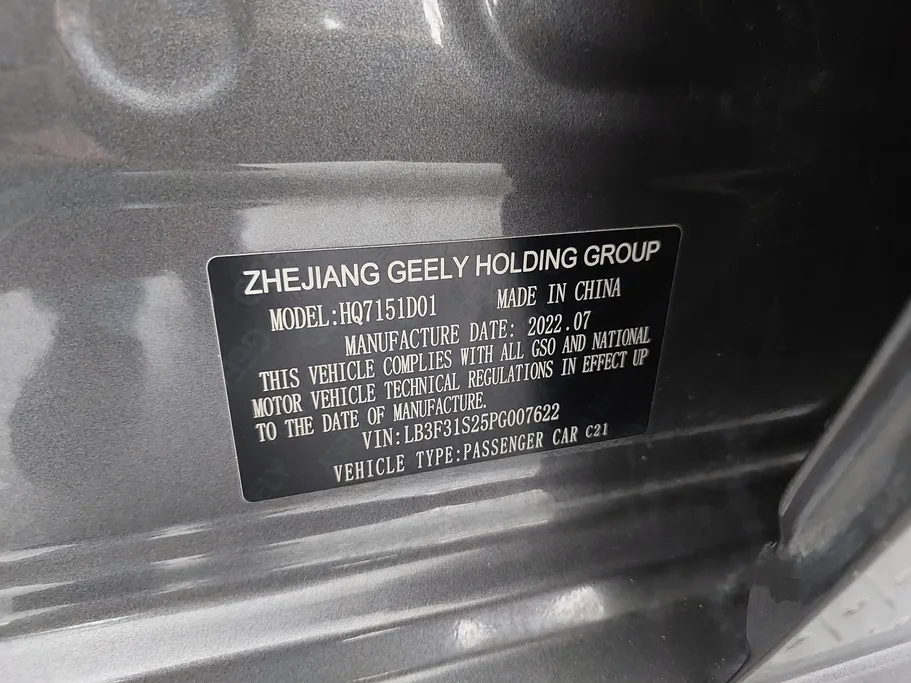 ZHEJIANG GEELY HOLDING GROUP
MODEL:HQ7151D01 MADE IN CHINA
MANUFACTURE DATE: 2022.07
THIS VEHICLE COMPLIES WITH ALL GSO AND NATIONAL
MOTOR VEHICLE TECHNICAL REGULATIONS IN EFFECT UP
TO THE DATE OF MANUFACTURE.
VIN:LB3F31S25PG007622
VEHICLE TYPE:PASSENGER CAR C21